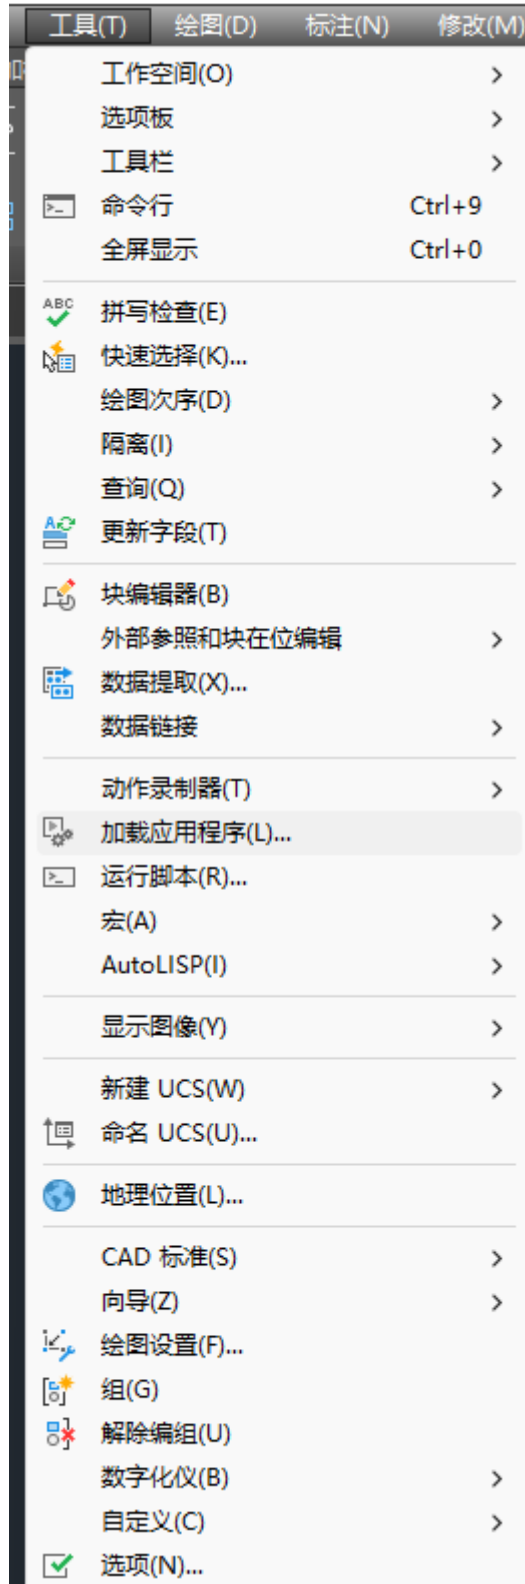 工具(T) 绘图(D) 标注(N) 修改(M)
工作空间(O)
选项板
工具栏
命令行 Ctrl+9
全屏显示 Ctrl+0
ABC 拼写检查(E)
快速选择(K)...
绘图次序(D)
隔离(I)
查询(Q)
更新字段(T)
块编辑器(B)
外部参照和块在位编辑
数据提取(X)...
数据链接
动作录制器(T)
加载应用程序(L)...
运行脚本(R)...
宏(A)
AutoLISP(I)
显示图像(Y)
新建 UCS(W)
命名 UCS(U)...
地理位置(L)...
CAD 标准(S)
向导(Z)
绘图设置(F)...
组(G)
解除编组(U)
数字化仪(B)
自定义(C)
选项(N)...